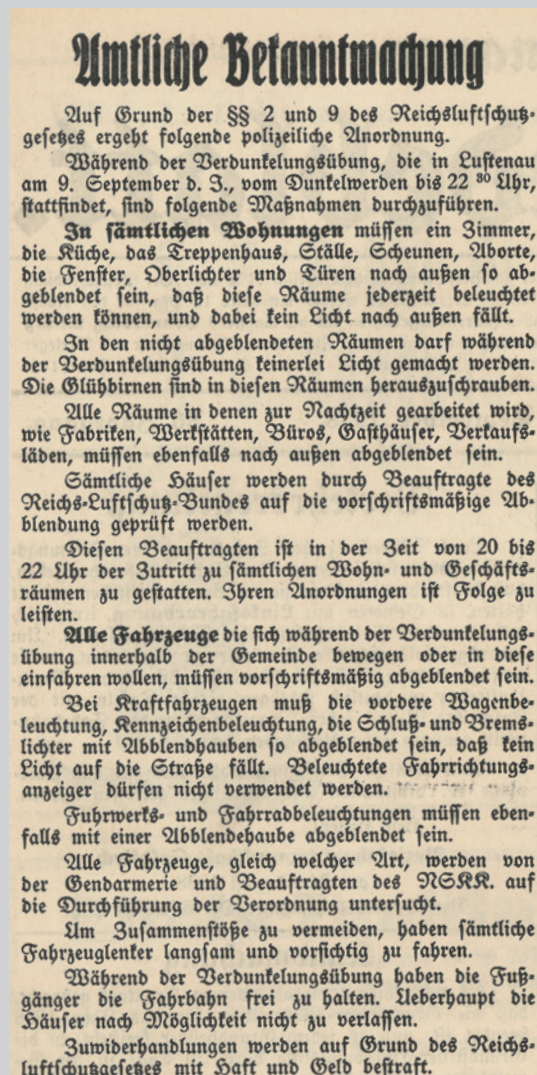 Amtliche Bekanntmachung
Auf Grund der §§ 2 und 9 des Reichsluftschutz-
gesetzes ergeht folgende polizeiliche Anordnung.
Während der Verdunkelungsübung, die in Lustenau
am 9. September d. J., vom Dunkelwerden bis 22 30 Uhr,
stattfindet, sind folgende Maßnahmen durchzuführen.
In sämtlichen Wohnungen müssen ein Zimmer,
die Küche, das Treppenhaus, Ställe, Scheunen, Aborte,
die Fenster, Oberlichter und Türen nach außen so ab-
geblendet sein, daß diese Räume jederzeit beleuchtet
werden können, und dabei kein Licht nach außen fällt.
In den nicht abgeblendeten Räumen darf während
der Verdunkelungsübung keinerlei Licht gemacht werden.
Die Glühbirnen sind in diesen Räumen herauszuschrauben.
Alle Räume in denen zur Nachtzeit gearbeitet wird,
wie Fabriken, Werkstätten, Büros, Gasthäuser, Verkaufs-
läden, müssen ebenfalls nach außen abgeblendet sein.
Sämtliche Häuser werden durch Beauftragte des
Reichs-Luftschutz-Bundes auf die vorschriftsmäßige Ab-
blendung geprüft werden.
Diesen Beauftragten ist in der Zeit von 20 bis
22 Uhr der Zutritt zu sämtlichen Wohn- und Geschäfts-
räumen zu gestatten. Ihren Anordnungen ist Folge zu
leisten.
Alle Fahrzeuge die sich während der Verdunkelungs-
übung innerhalb der Gemeinde bewegen oder in diese
einfahren wollen, müssen vorschriftsmäßig abgeblendet sein.
Bei Kraftfahrzeugen muß die vordere Wagenbe-
leuchtung, Kennzeichenbeleuchtung, die Schluß- und Brems-
lichter mit Abblendhauben so abgeblendet sein, daß kein
Licht auf die Straße fällt. Beleuchtete Fahrrichtungs-
anzeiger dürfen nicht verwendet werden.
Fuhrwerks- und Fahrradbeleuchtungen müssen eben-
falls mit einer Abblendehaube abgeblendet sein.
Alle Fahrzeuge, gleich welcher Art, werden von
der Gendarmerie und Beauftragten des NSKK. auf
die Durchführung der Verordnung untersucht.
Um Zusammenstöße zu vermeiden, haben sämtliche
Fahrzeuglenker langsam und vorsichtig zu fahren.
Während der Verdunkelungsübung haben die Fuß-
gänger die Fahrbahn frei zu halten. Ueberhaupt die
Häuser nach Möglichkeit nicht zu verlassen.
Zuwiderhandlungen werden auf Grund des Reichs-
luftschutzgesetzes mit Haft und Geld bestraft.